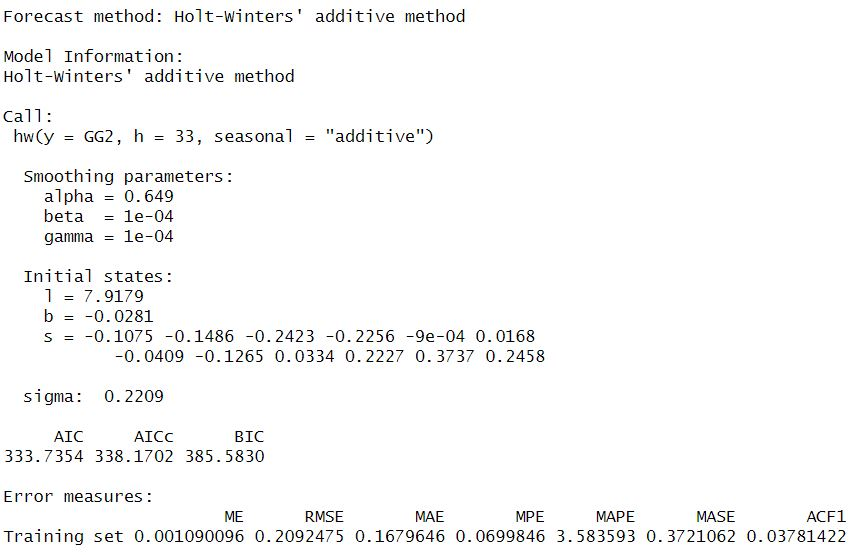 Forecast method: Holt-Winters' additive method
Model Information:
Holt-Winters' additive method
Call:
hw(y = GG2, h = 33, seasonal = "additive")
Smoothing parameters:
alpha = 0.649
beta = 1e-04
gamma = 1e-04
Initial states:
l = 7.9179
b = -0.0281
s = -0.1075 -0.1486 -0.2423 -0.2256 -9e-04 0.0168
-0.0409 -0.1265 0.0334 0.2227 0.3737 0.2458
sigma: 0.2209
AIC AICc BIC
333.7354 338.1702 385.5830
Error measures:
ME RMSE MAE MPE MAPE MASE ACF1
Training set 0.001090096 0.2092475 0.1679646 0.0699846 3.583593 0.3721062 0.03781422